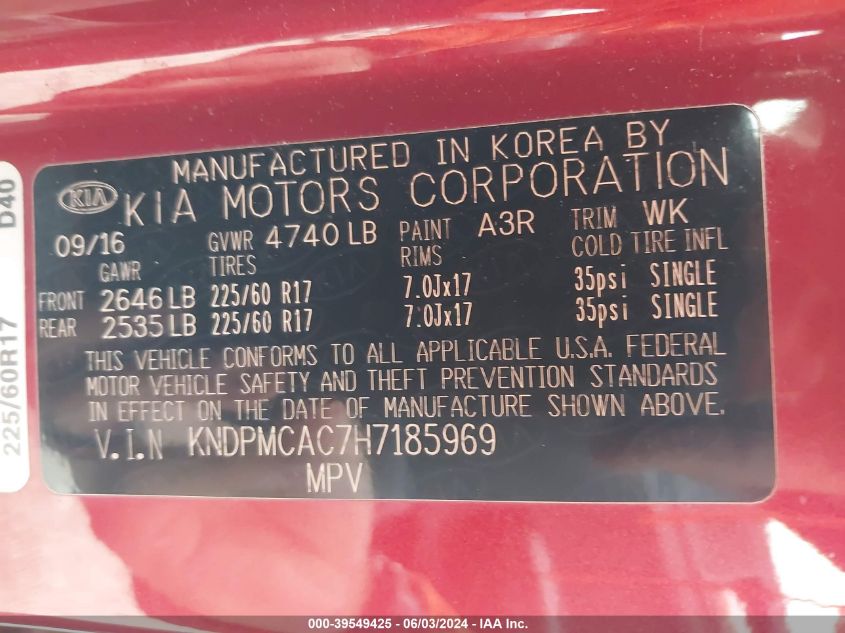 MANUFACTURED IN KOREA BY
KIA KIA MOTORS CORPORATION
09/16 GVWR 4740 LB PAINT A3R TRIM WK
GAWR TIRES RIMS COLD TIRE INFL
FRONT 2646 LB 225/60 R17 7.0Jx17 35psi SINGLE
REAR 2535 LB 225/60 R17 7.0Jx17 35psi SINGLE
THIS VEHICLE CONFORMS TO ALL APPLICABLE U.S.A. FEDERAL
MOTOR VEHICLE SAFETY AND THEFT PREVENTION STANDARDS
IN EFFECT ON THE DATE OF MANUFACTURE SHOWN ABOVE.
V.I.N KNDPMCAC7H7185969
MPV
225/60R17 D40
000-39549425 - 06/03/2024 - IAAI.com